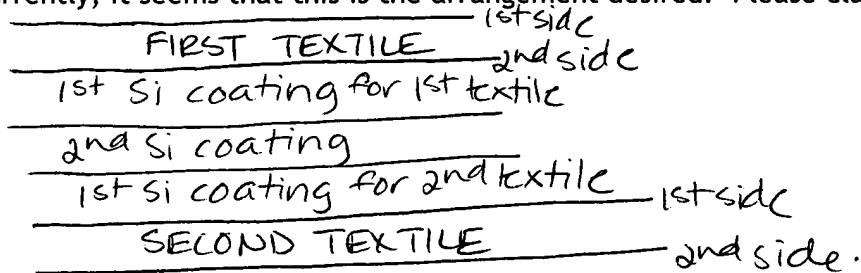 rrently, it seems that this is the arrangement desired. Please cla
1st side
FIRST TEXTILE
2nd side
1st Si coating for 1st textile
2nd Si coating
1st Si coating for 2nd textile
1st side
SECOND TEXTILE
2nd side.